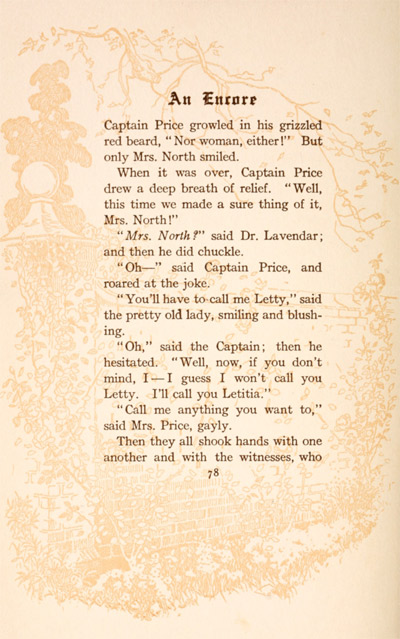 An Encore
Captain Price growled in his grizzled
red beard, "Nor woman, either!" But
only Mrs. North smiled.
When it was over, Captain Price
drew a deep breath of relief. "Well,
this time we made a sure thing of it,
Mrs. North!"
"Mrs. North?" said Dr. Lavendar;
and then he did chuckle.
"Oh—" said Captain Price, and
roared at the joke.
"You'll have to call me Letty," said
the pretty old lady, smiling and blush-
ing.
"Oh," said the Captain; then he
hesitated. "Well, now, if you don't
mind, I—I guess I won't call you
Letty. I'll call you Letitia."
"Call me anything you want to,"
said Mrs. Price, gayly.
Then they all shook hands with one
another and with the witnesses, who
78